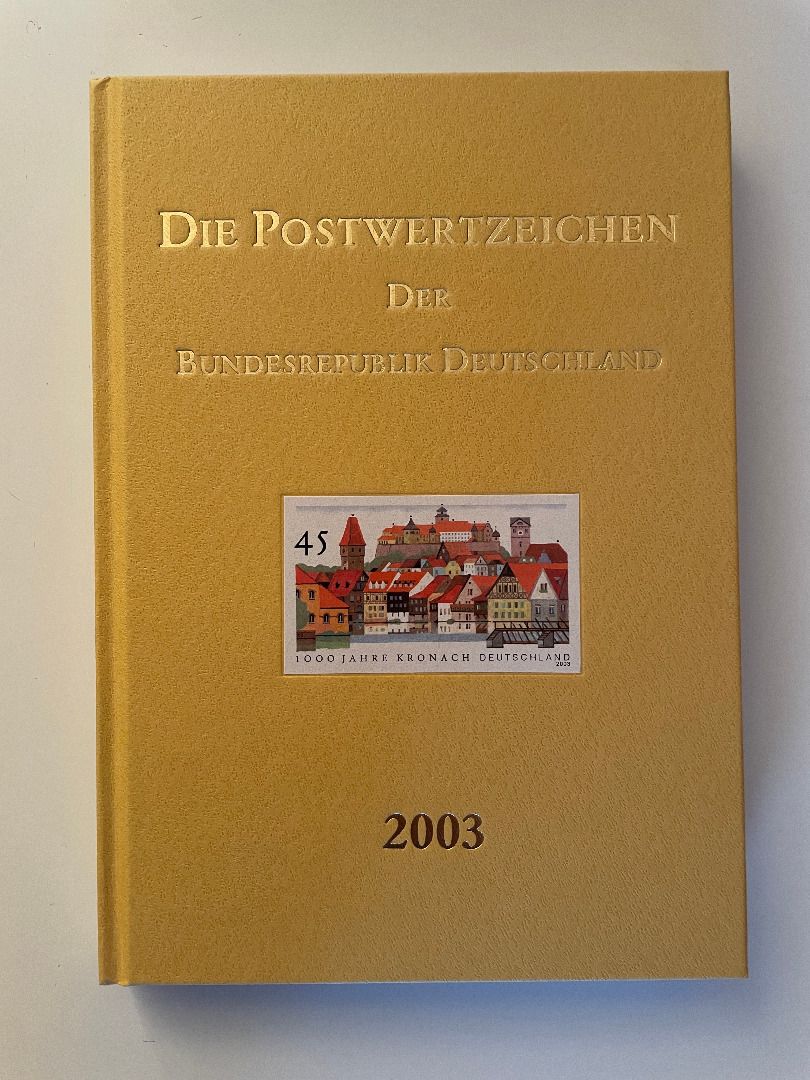 DIE POSTWERTZEICHEN
DER
BUNDESREPUBLIK DEUTSCHLAND
45
1000 JAHRE KRONACH DEUTSCHLAND
2003
2003